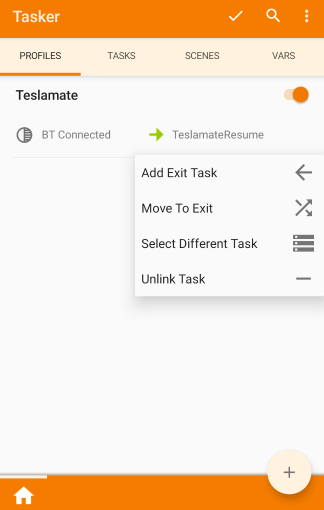 Tasker
PROFILES TASKS SCENES VARS
Teslamate
BT Connected TeslamateResume
Add Exit Task
Move To Exit
Select Different Task
Unlink Task